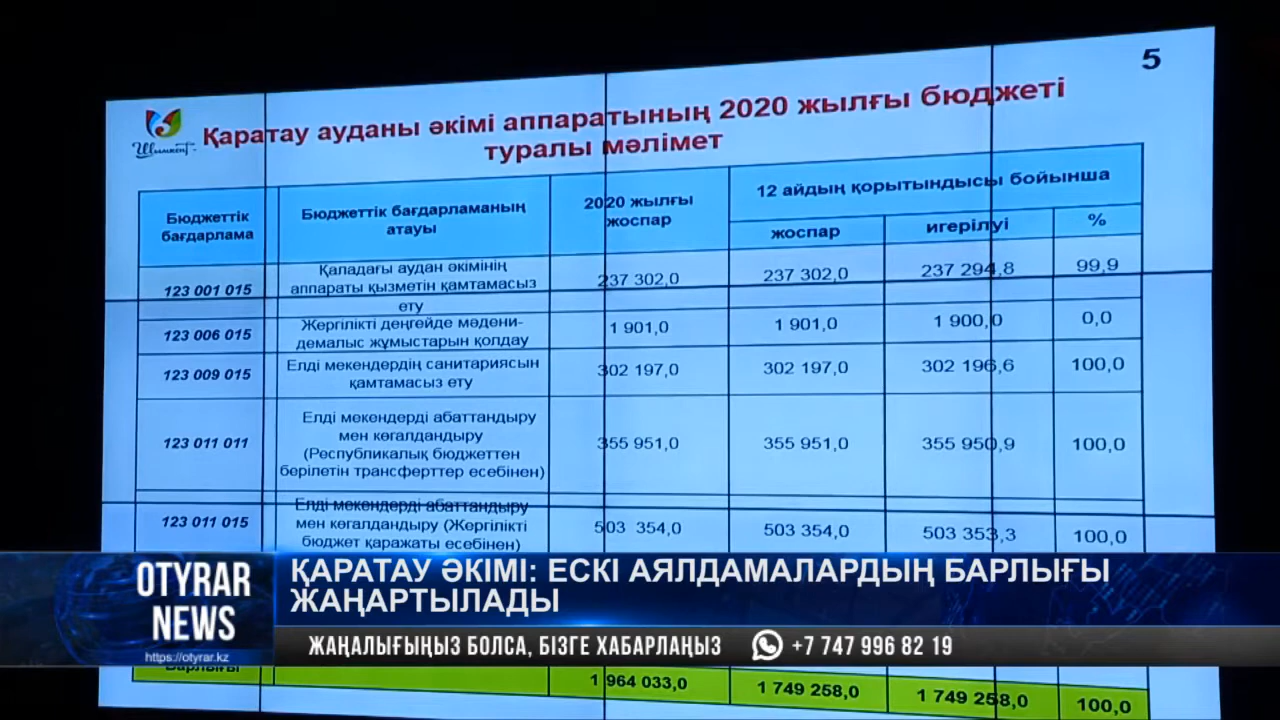 5
Шымкент
Қаратау ауданы әкімі аппаратының 2020 жылғы бюджеті
туралы мәлімет
Бюджеттік
бағдарлама
Бюджеттік бағдарламаның
атауы
2020 жылғы
жоспар
12 айдың қорытындысы бойынша
жоспар
игерілуі
%
123 001 015
Қаладағы аудан әкімінің
аппараты қызметін қамтамасыз
ету
237 302,0
237 302,0
237 294,8
99,9
123 006 015
Жергілікті деңгейде мәдени-
демалыс жұмыстарын қолдау
1 901,0
1 901,0
1 900,0
0,0
123 009 015
Елді мекендердің санитариясын
қамтамасыз ету
302 197,0
302 197,0
302 196,6
100,0
123 011 011
Елді мекендерді абаттандыру
мен көгалдандыру
(Республикалық бюджеттен
берілетін трансферттер есебінен)
355 951,0
355 951,0
355 950,9
100,0
123 011 015
Елді мекендерді абаттандыру
мен көгалдандыру (Жергілікті
бюджет қаражаты есебінен)
503 354,0
503 354,0
503 353,3
100,0
OTYRAR
NEWS
https://otyrar.kz
ҚАРАТАУ ӘКІМІ: ЕСКІ АЯЛДАМАЛАРДЫҢ БАРЛЫҒЫ
ЖАҢАРТЫЛАДЫ
ЖАҢАЛЫҒЫҢЫЗ БОЛСА, БІЗГЕ ХАБАРЛАҢЫЗ
+7 747 996 82 19
Барлығы
1 964 033,0
1 749 258,0
1 749 258,0
100,0